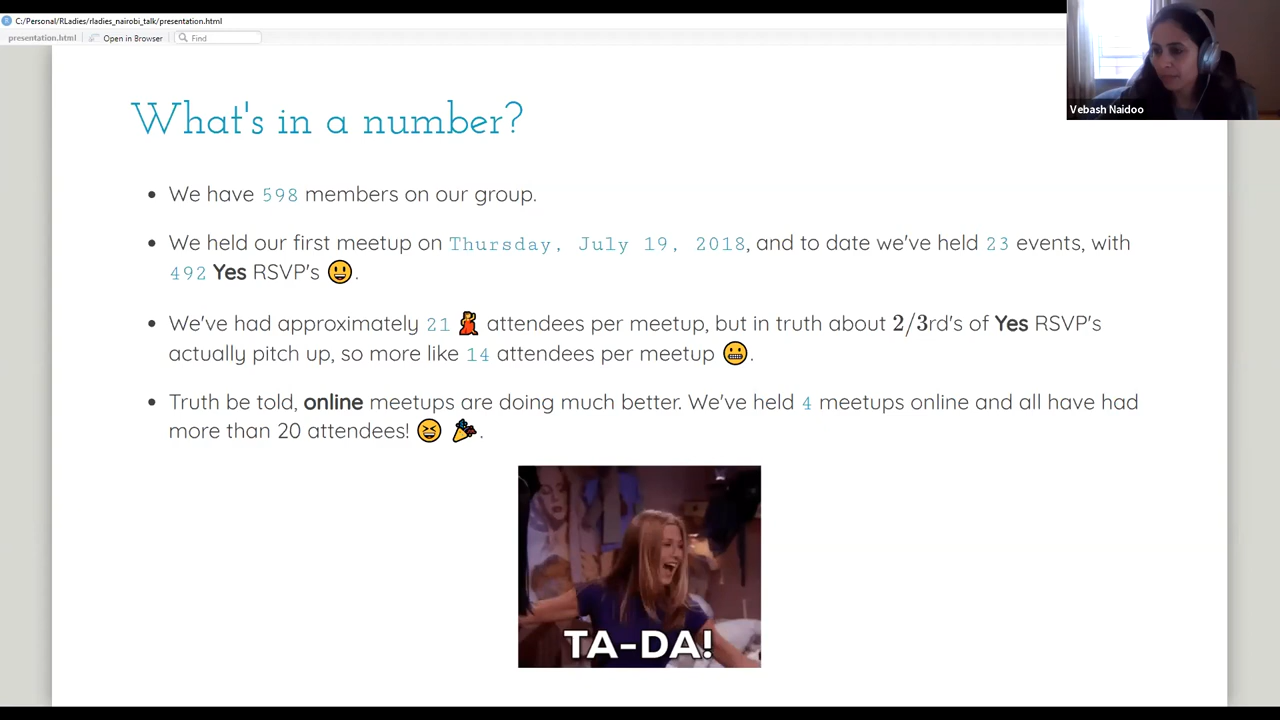 C:/Personal/RLadies/rladies_nairobi_talk/presentation.html
presentation.html
Open in Browser
Find
Vebash Naidoo
What's in a number?
• We have 598 members on our group.
• We held our first meetup on Thursday, July 19, 2018, and to date we've held 23 events, with
492 Yes RSVP's 😃.
• We've had approximately 21 💃 attendees per meetup, but in truth about 2/3rd's of Yes RSVP's
actually pitch up, so more like 14 attendees per meetup 😬.
• Truth be told, online meetups are doing much better. We've held 4 meetups online and all have had
more than 20 attendees! 😆 🎉.
TA-DA!